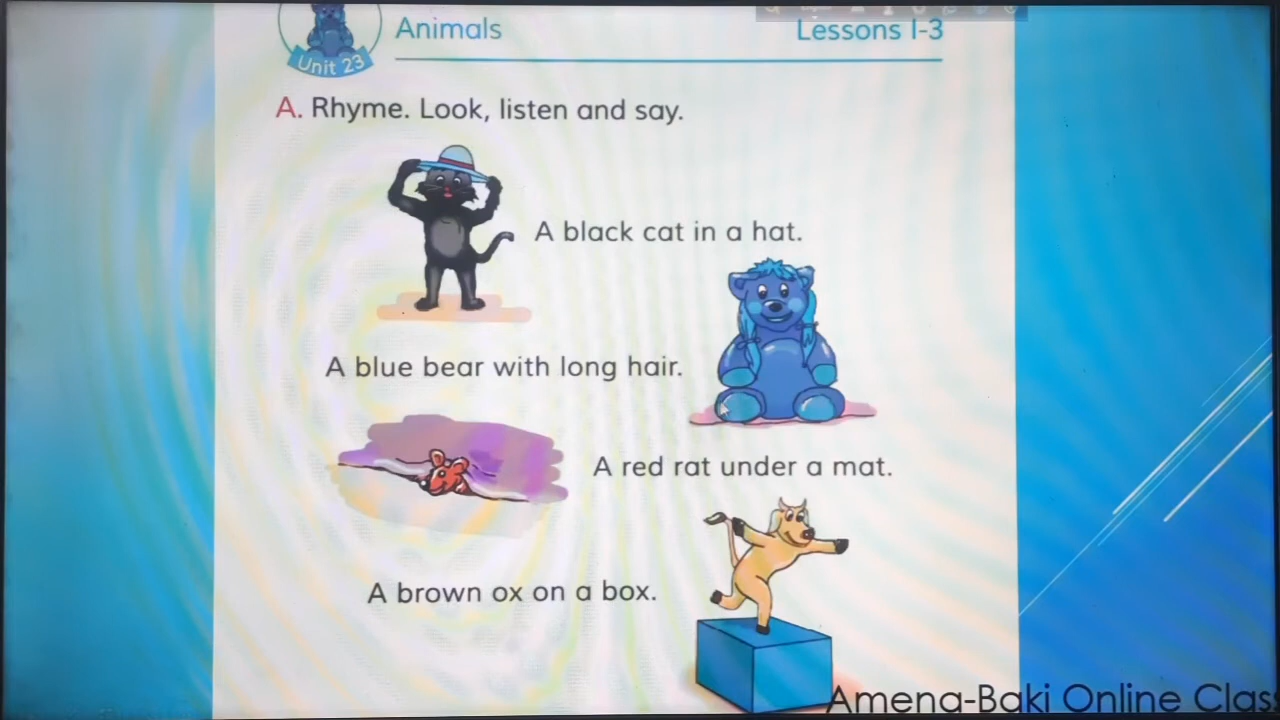 Animals
Lessons 1-3
Unit 23
A. Rhyme. Look, listen and say.
A black cat in a hat.
A blue bear with long hair.
A red rat under a mat.
A brown ox on a box.
Amena-Baki Online Clas